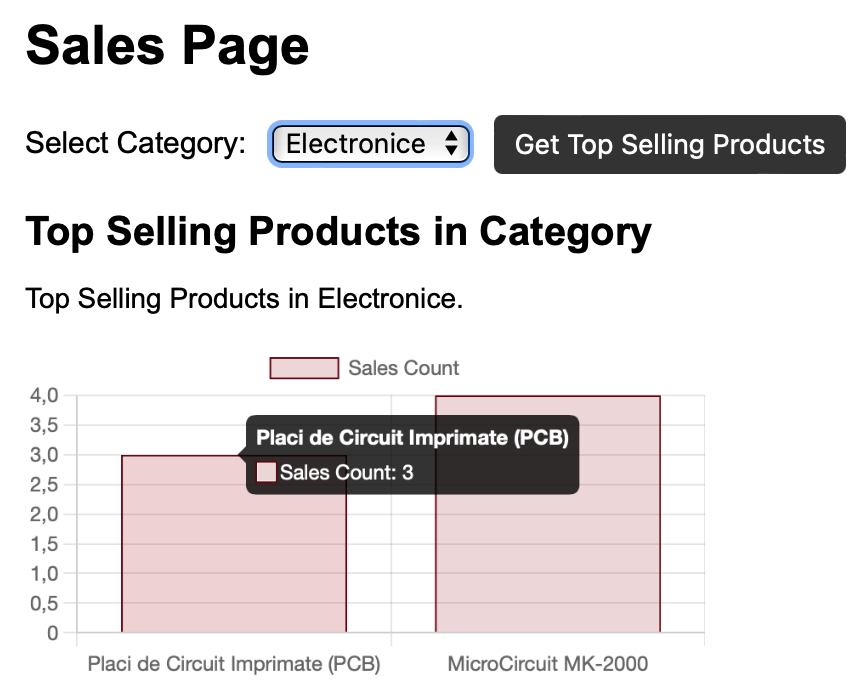 Sales Page
Select Category: Electronice Get Top Selling Products
Top Selling Products in Category
Top Selling Products in Electronice.
Sales Count
4,0
3,5
3,0
2,5
2,0
1,5
1,0
0,5
0
Placi de Circuit Imprimate (PCB)
Sales Count: 3
Placi de Circuit Imprimate (PCB) MicroCircuit MK-2000